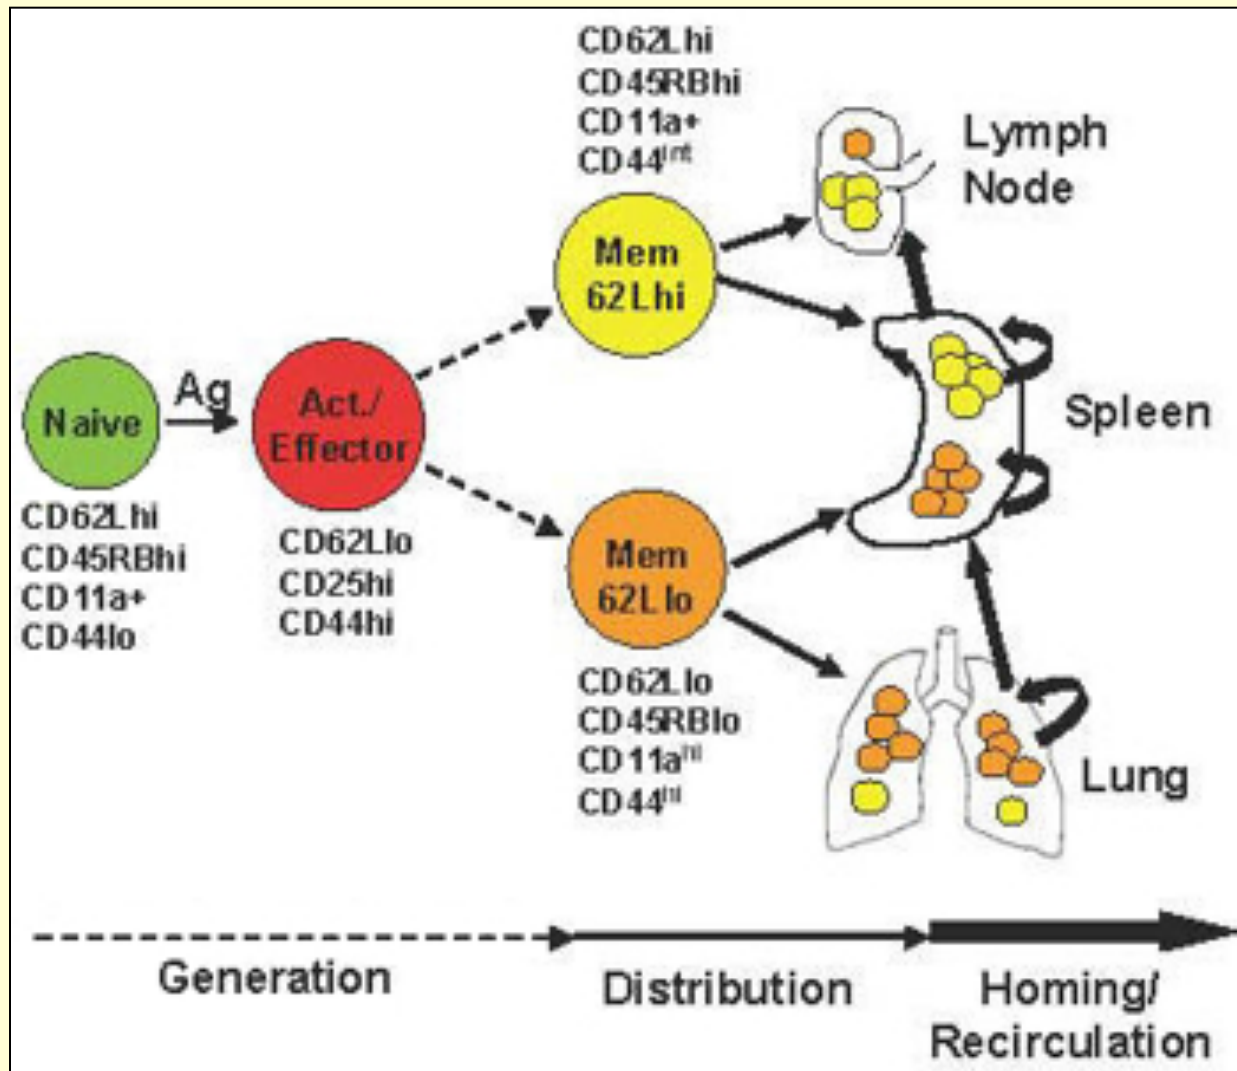 CD62Lhi
CD45RBhi
CD11a+
CD44int
Lymph
Node
Mem
62Lhi
Naive
Ag
Act./
Effector
Spleen
CD62Lhi
CD45RBhi
CD11a+
CD44lo
CD62Llo
CD25hi
CD44hi
Mem
62Llo
CD62Llo
CD45RBlo
CD11ahi
CD44hi
Lung
Generation
Distribution
Homing/
Recirculation